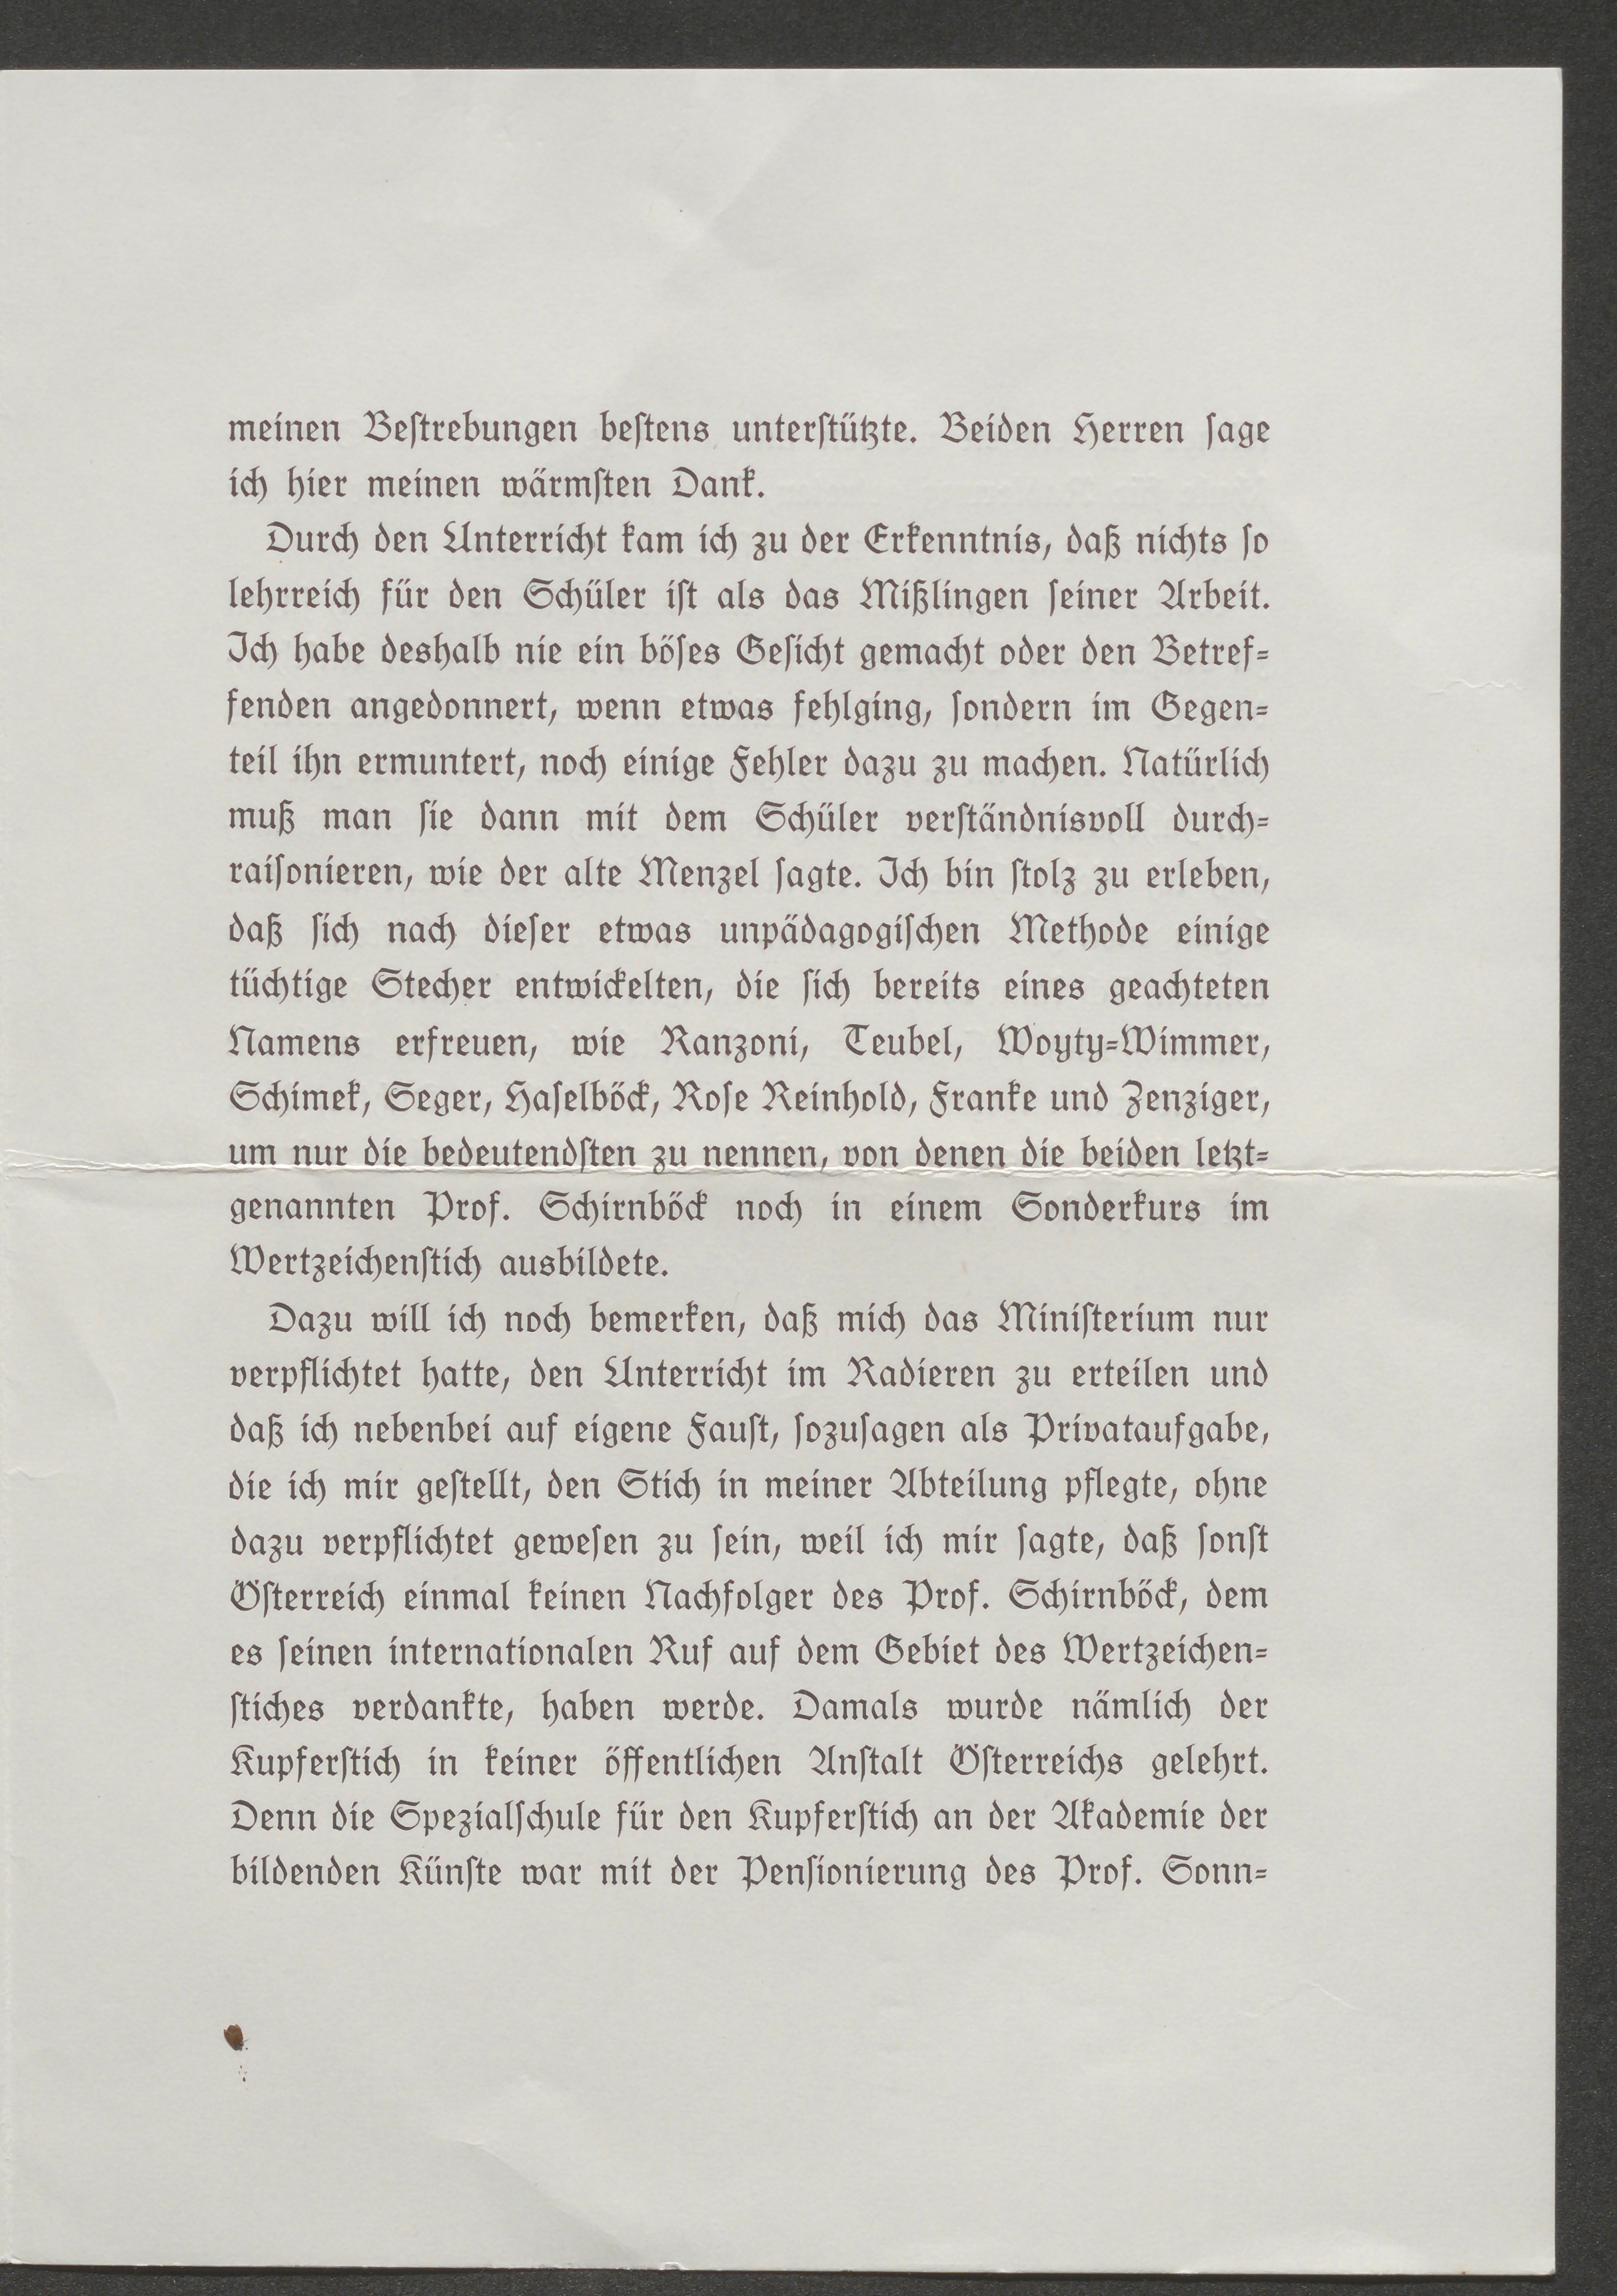 meinen Beſtrebungen beſtens unterſtützte. Beiden Herren ſage
ich hier meinen wärmſten Dank.
Durch den Unterricht kam ich zu der Erkenntnis, daß nichts ſo
lehrreich für den Schüler iſt als das Mißlingen ſeiner Arbeit.
Ich habe deshalb nie ein böſes Geſicht gemacht oder den Betref-
fenden angedonnert, wenn etwas fehlging, ſondern im Gegen-
teil ihn ermuntert, noch einige Fehler dazu zu machen. Natürlich
muß man ſie dann mit dem Schüler verſtändnisvoll durch-
raiſonieren, wie der alte Menzel ſagte. Ich bin ſtolz zu erleben,
daß ſich nach dieſer etwas unpädagogiſchen Methode einige
tüchtige Stecher entwickelten, die ſich bereits eines geachteten
Namens erfreuen, wie Ranzoni, Teubel, Woyty-Wimmer,
Schimek, Seger, Haſelböck, Roſe Reinhold, Franke und Zenziger,
um nur die bedeutendſten zu nennen, von denen die beiden letzt-
genannten Prof. Schirnböck noch in einem Sonderkurs im
Wertzeichenſtich ausbildete.
Dazu will ich noch bemerken, daß mich das Miniſterium nur
verpflichtet hatte, den Unterricht im Radieren zu erteilen und
daß ich nebenbei auf eigene Fauſt, ſozuſagen als Privataufgabe,
die ich mir geſtellt, den Stich in meiner Abteilung pflegte, ohne
dazu verpflichtet geweſen zu ſein, weil ich mir ſagte, daß ſonſt
Öſterreich einmal keinen Nachfolger des Prof. Schirnböck, dem
es ſeinen internationalen Ruf auf dem Gebiet des Wertzeichen-
ſtiches verdankte, haben werde. Damals wurde nämlich der
Kupferſtich in keiner öffentlichen Anſtalt Öſterreichs gelehrt.
Denn die Spezialſchule für den Kupferſtich an der Akademie der
bildenden Künſte war mit der Penſionierung des Prof. Sonn-